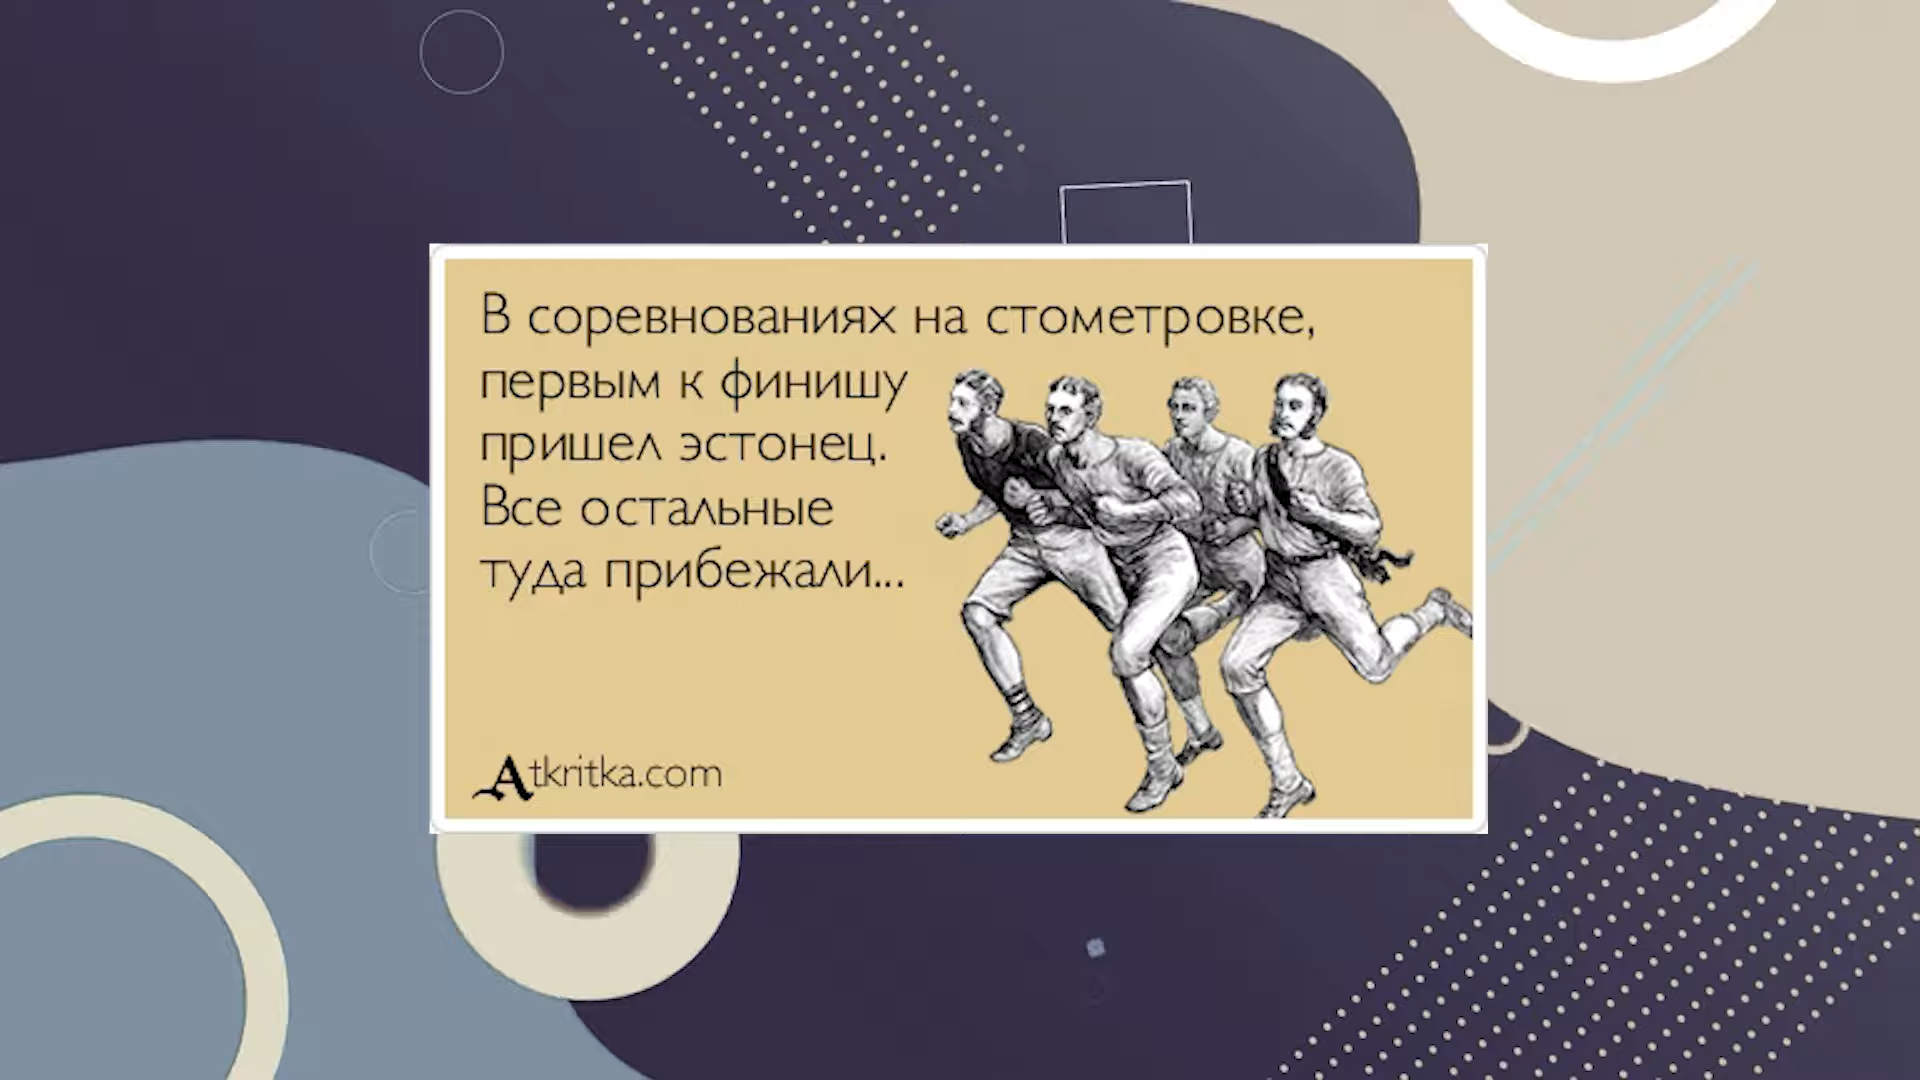 В соревнованиях на стометровке,
первым к финишу
пришел эстонец.
Все остальные
туда прибежали...
Atkritka.com